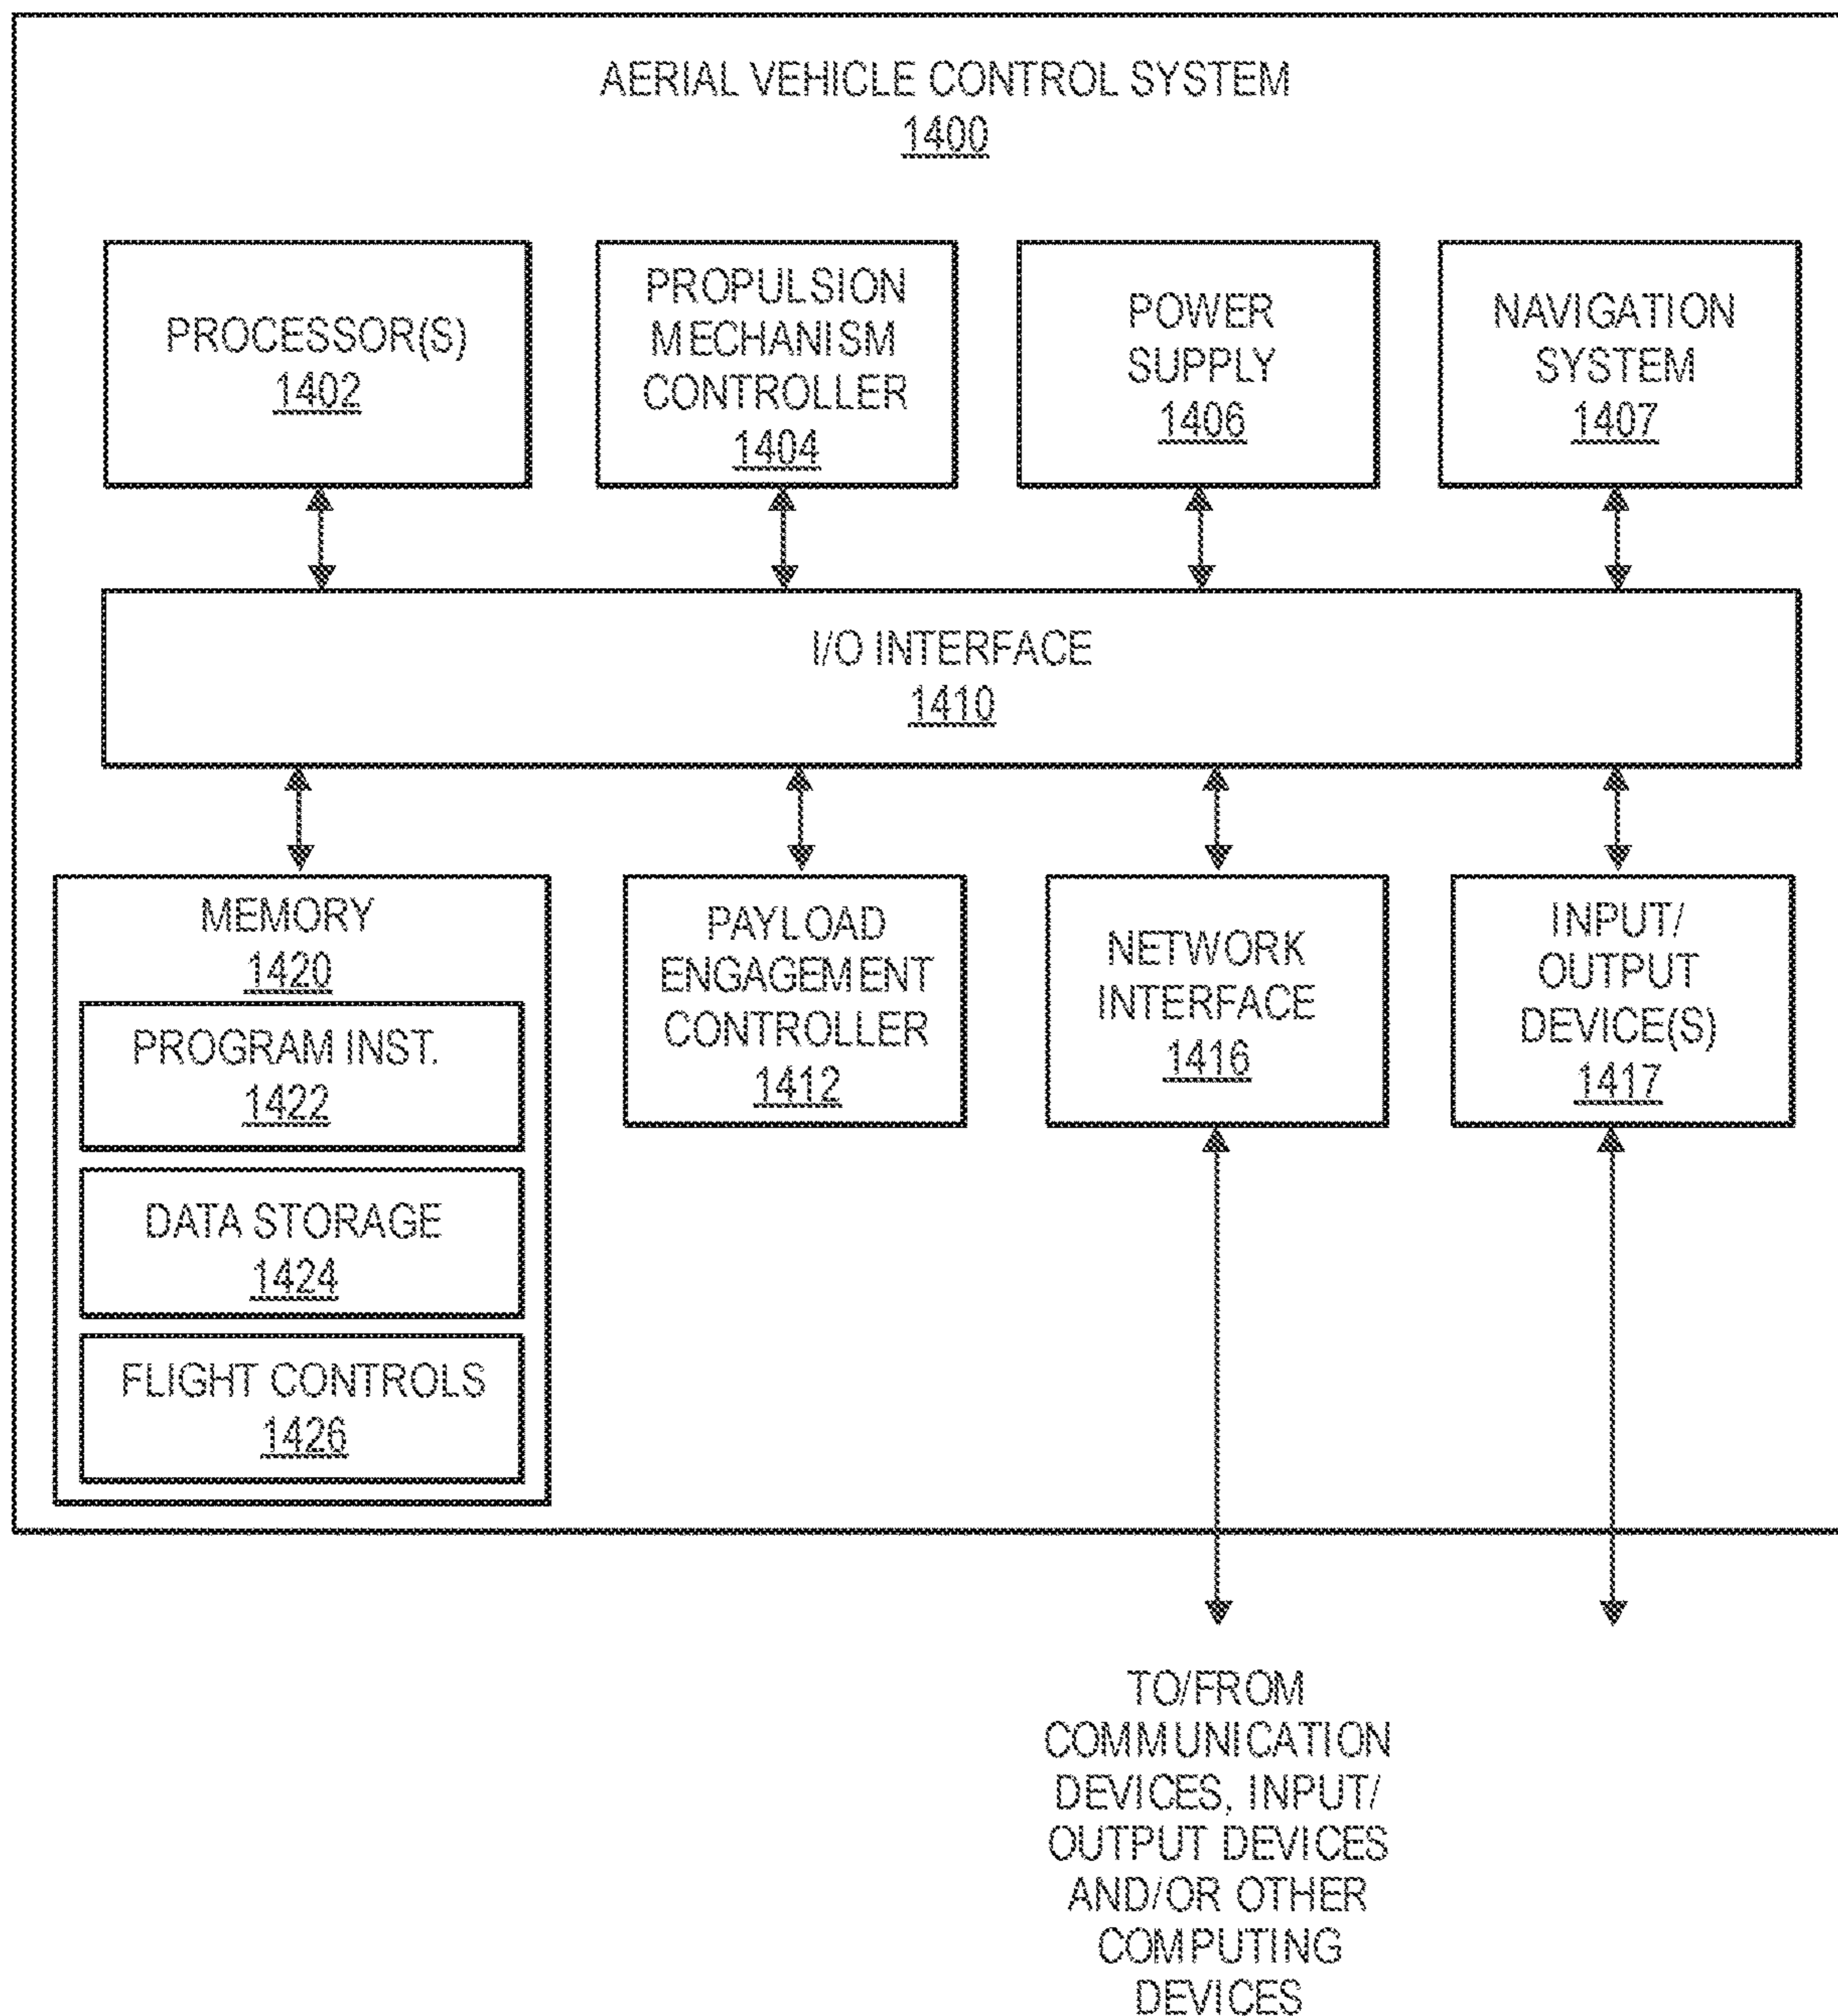 AERIAL VEHICLE CONTROL SYSTEM
1400
PROCESSOR(S)
1402
PROPULSION
MECHANISM
CONTROLLER
1404
POWER
SUPPLY
1406
NAVIGATION
SYSTEM
1407
I/O INTERFACE
1410
MEMORY
1420
PROGRAM INST.
1422
DATA STORAGE
1424
FLIGHT CONTROLS
1426
PAYLOAD
ENGAGEMENT
CONTROLLER
1412
NETWORK
INTERFACE
1416
INPUT/
OUTPUT
DEVICE(S)
1417
TO/FROM
COMMUNICATION
DEVICES, INPUT/
OUTPUT DEVICES
AND/OR OTHER
COMPUTING
DEVICES